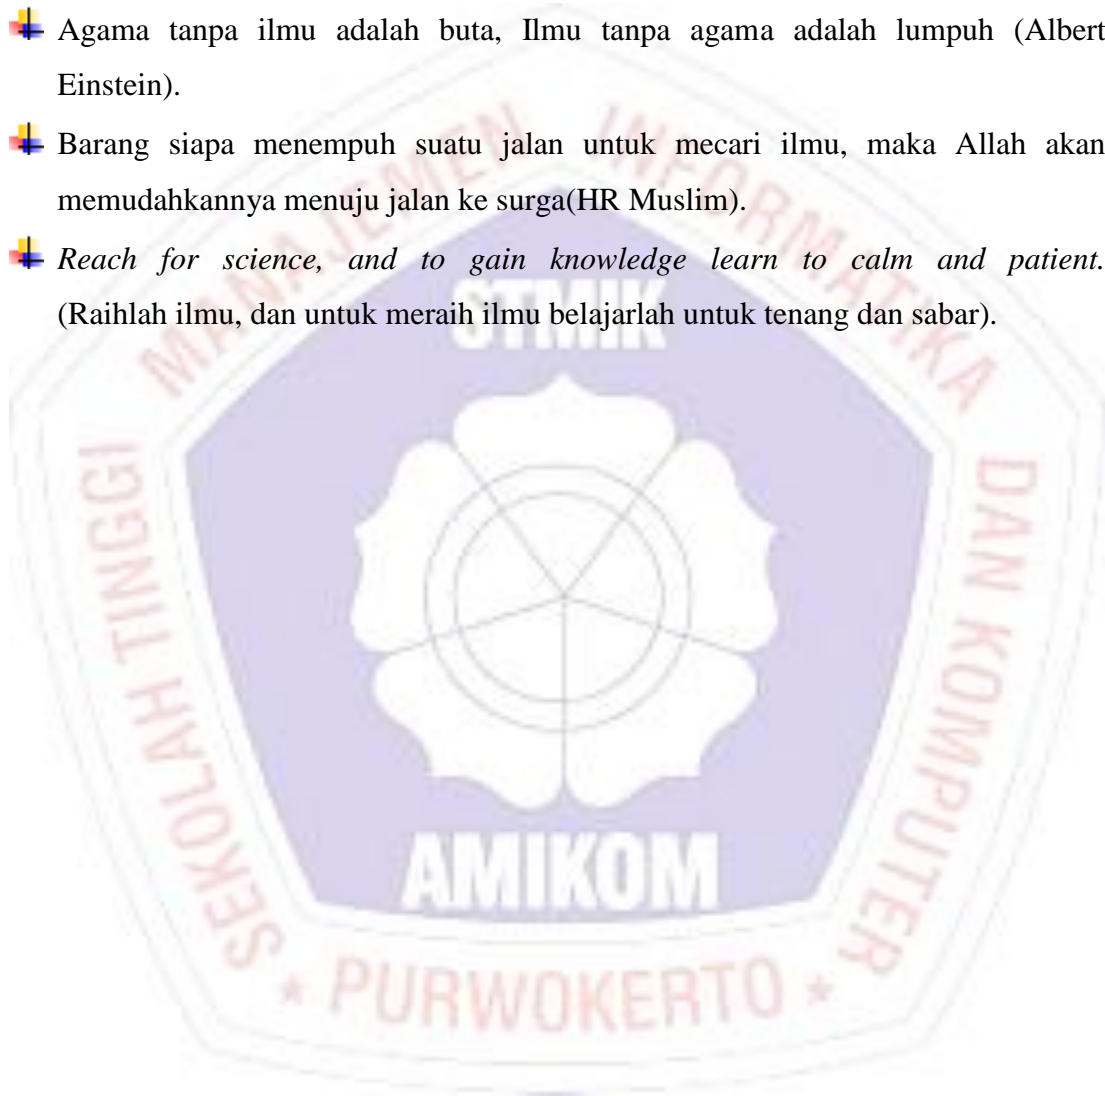 Agama tanpa ilmu adalah buta, Ilmu tanpa agama adalah lumpuh (Albert
Einstein).
Barang siapa menempuh suatu jalan untuk mecari ilmu, maka Allah akan
memudahkannya menuju jalan ke surga(HR Muslim).
Reach for science, and to gain knowledge learn to calm and patient.
(Raihlah ilmu, dan untuk meraih ilmu belajarlah untuk tenang dan sabar).
SEKOLAH TINGGI MANAJEMEN INFORMATIKA DAN KOMPUTER
STMIK
AMIKOM
* PURWOKERTO *